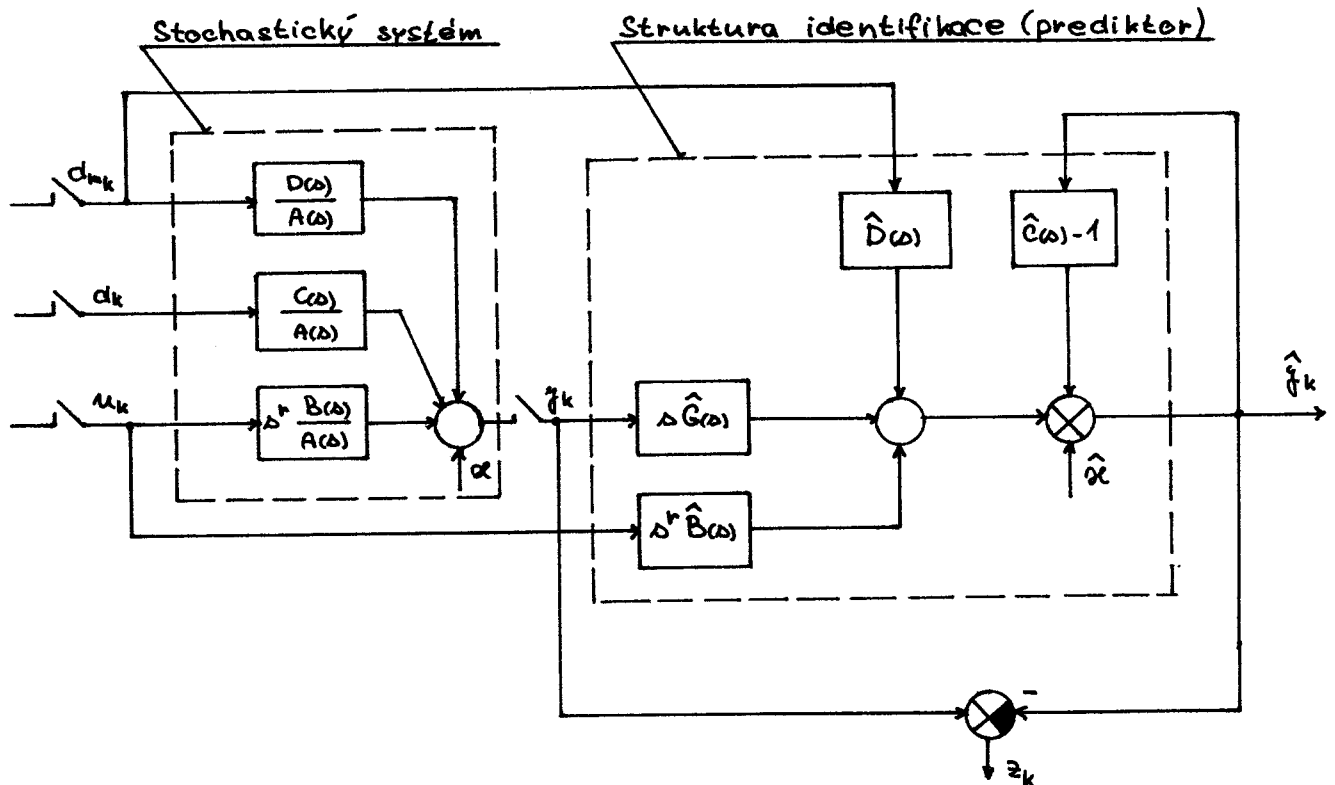 Stochastický systém
Struktura identifikace (prediktor)
d_mk
D(s)
A(s)
D̂(s)
Ĉ(s)-1
d_k
C(s)
A(s)
u_k
s^r B(s)
A(s)
æ
y_k
s Ĝ(s)
æ̂
ŷ_k
s^r B̂(s)
-
z_k